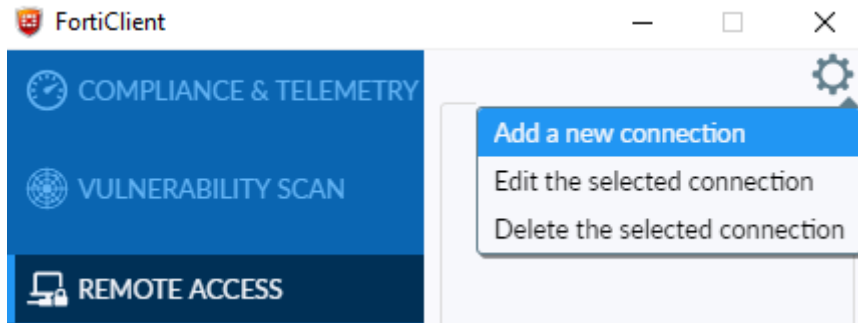 FortiClient
COMPLIANCE & TELEMETRY
VULNERABILITY SCAN
REMOTE ACCESS
Add a new connection
Edit the selected connection
Delete the selected connection